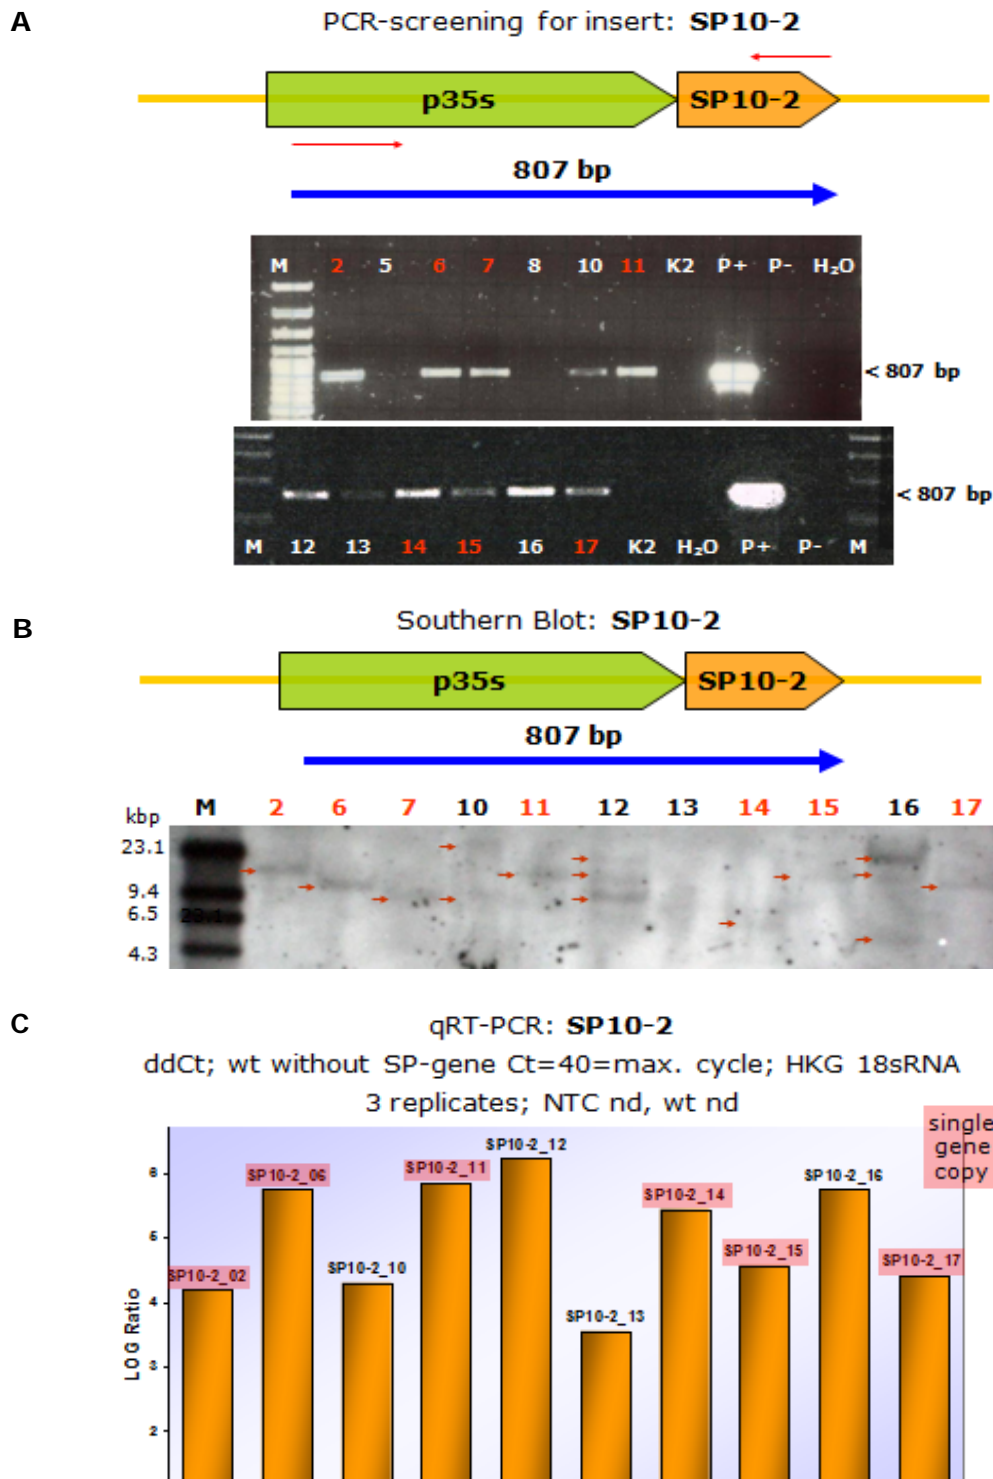 A
PCR-screening for insert: SP10-2
p35s SP10-2
807 bp
M 2 5 6 7 8 10 11 K2 P+ P- H₂O
< 807 bp
< 807 bp
M 12 13 14 15 16 17 K2 H₂O P+ P- M
B
Southern Blot: SP10-2
p35s SP10-2
807 bp
kbp M 2 6 7 10 11 12 13 14 15 16 17
23.1
9.4
6.5 23.1
4.3
C
qRT-PCR: SP10-2
ddCt; wt without SP-gene Ct=40=max. cycle; HKG 18sRNA
3 replicates; NTC nd, wt nd
single
gene
copy
SP10-2_12
SP10-2_11
SP10-2_16
6
SP10-2_06
SP10-2_14
5
SP10-2_15
SP10-2_17
SP10-2_10
SP10-2_02
4
SP10-2_13
LOG Ratio
3
2